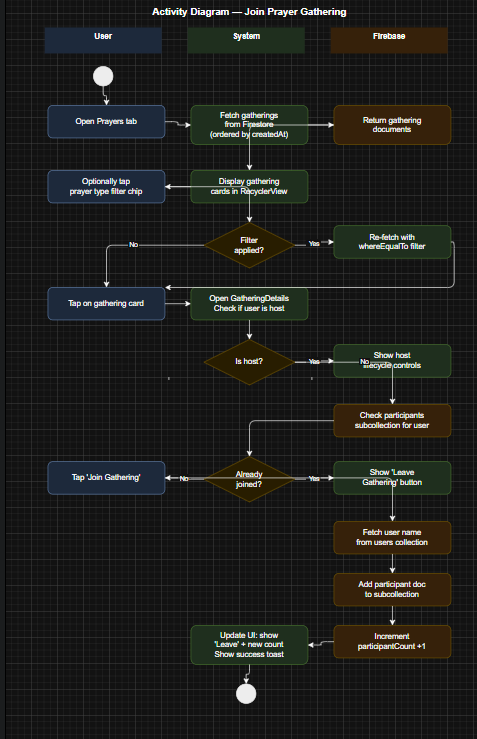 Activity Diagram — Join Prayer Gathering
User
System
Firebase
Open Prayers tab
Fetch gatherings
from Firestore
(ordered by createdAt)
Return gathering
documents
Optionally tap
prayer type filter chip
Display gathering
cards in RecyclerView
Filter
applied?
No
Yes
Re-fetch with
whereEqualTo filter
Tap on gathering card
Open GatheringDetails
Check if user is host
Is host?
Yes
No
Show host
lifecycle controls
Check participants
subcollection for user
Tap 'Join Gathering'
No
Already
joined?
Yes
Show 'Leave
Gathering' button
Fetch user name
from users collection
Add participant doc
to subcollection
Update UI: show
'Leave' + new count
Show success toast
Increment
participantCount +1